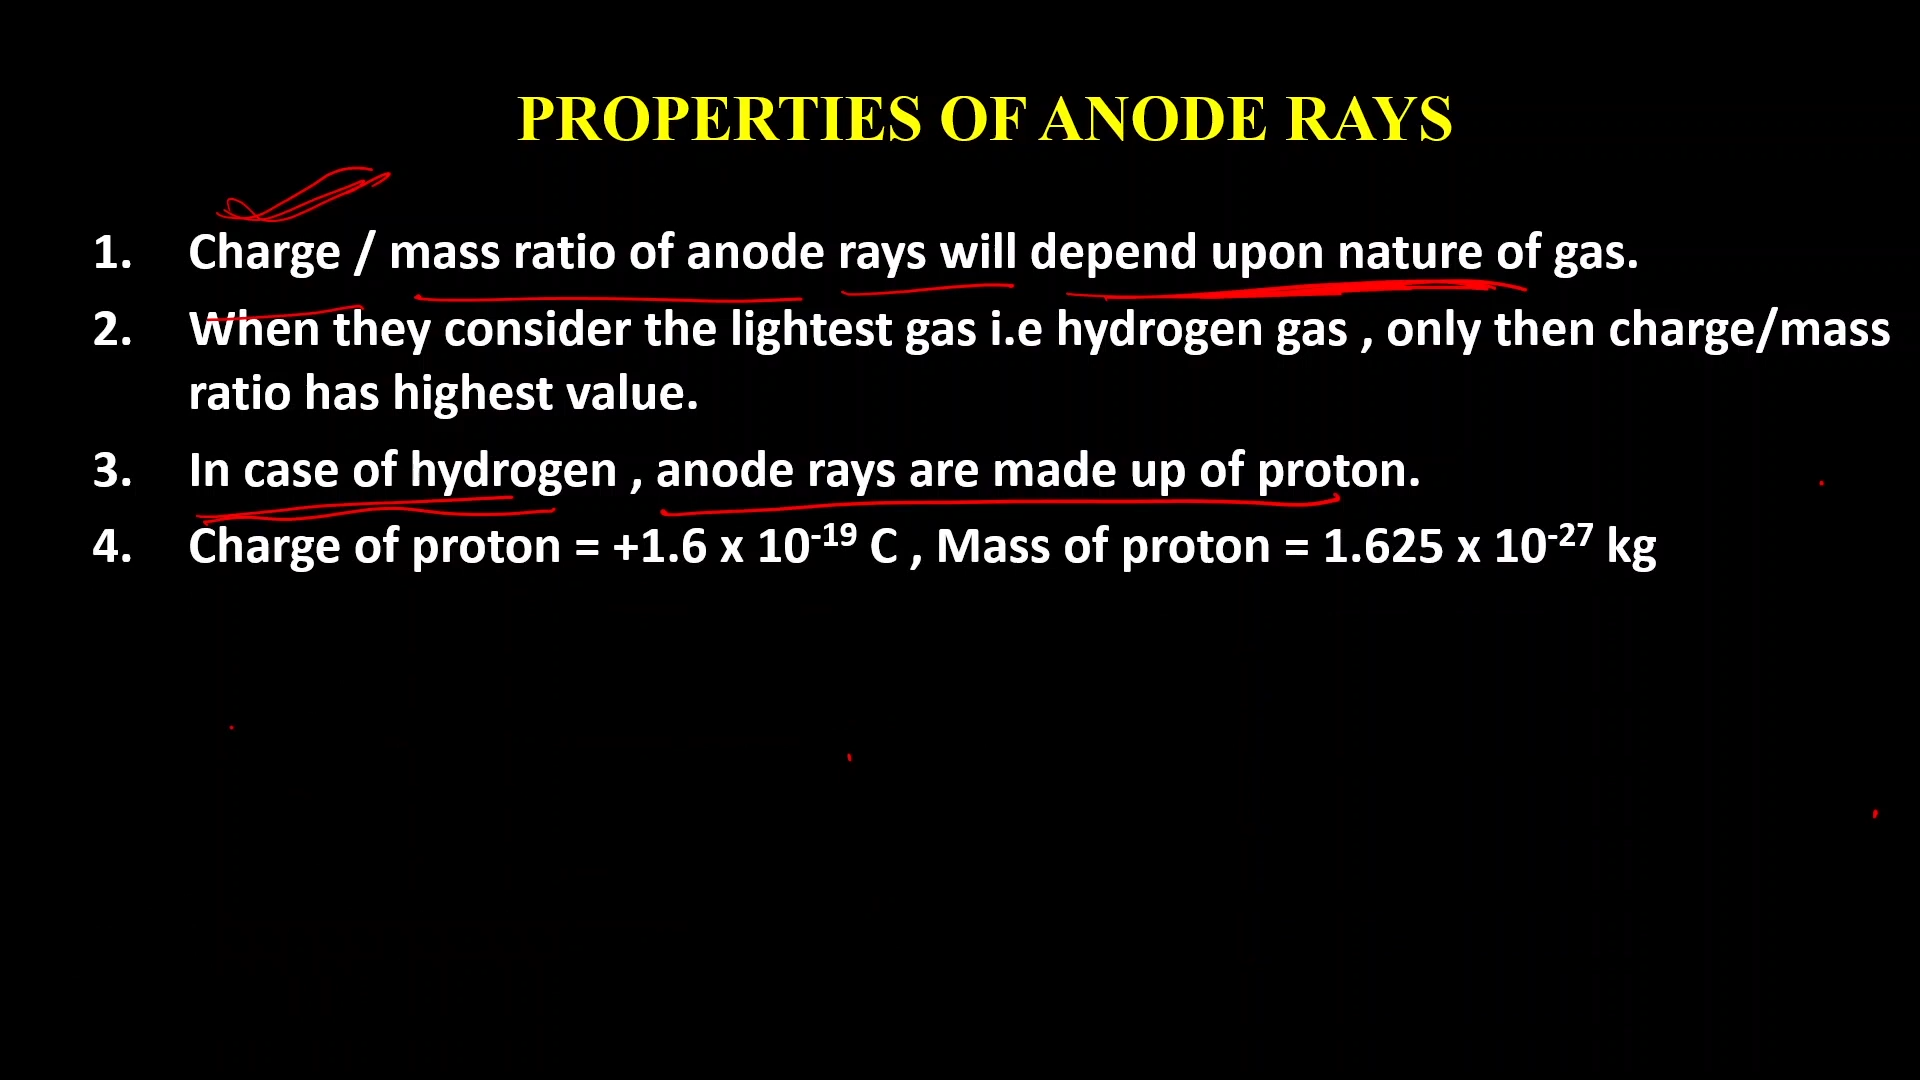 PROPERTIES OF ANODE RAYS
1. Charge / mass ratio of anode rays will depend upon nature of gas.
2. When they consider the lightest gas i.e hydrogen gas , only then charge/mass
ratio has highest value.
3. In case of hydrogen , anode rays are made up of proton.
4. Charge of proton = +1.6 x 10⁻¹⁹ C , Mass of proton = 1.625 x 10⁻²⁷ kg